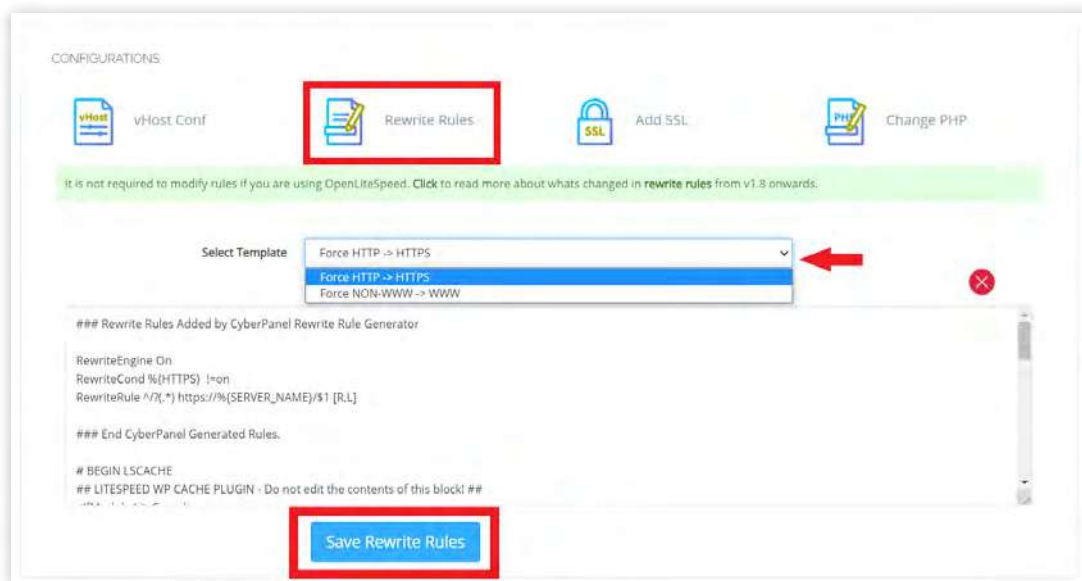 CONFIGURATIONS
vHost vHost Conf
Rewrite Rules
SSL Add SSL
PHP Change PHP
It is not required to modify rules if you are using OpenLiteSpeed. Click to read more about whats changed in rewrite rules from v1.8 onwards.
Select Template Force HTTP -> HTTPS
Force HTTP -> HTTPS
Force NON-WWW -> WWW
### Rewrite Rules Added by CyberPanel Rewrite Rule Generator
RewriteEngine On
RewriteCond %{HTTPS} !=on
RewriteRule ^/?(.*) https://%{SERVER_NAME}/$1 [R,L]
### End CyberPanel Generated Rules.
# BEGIN LSCACHE
## LITESPEED WP CACHE PLUGIN - Do not edit the contents of this block! ##
Save Rewrite Rules